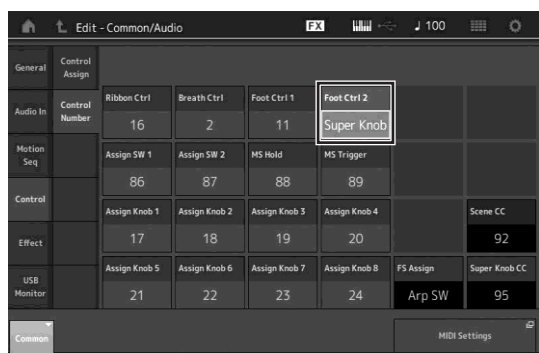 Edit - Common/Audio FX 100
General
Control Assign
Audio In
Control Number
Ribbon Ctrl Breath Ctrl Foot Ctrl 1 Foot Ctrl 2
16 2 11 Super Knob
Motion Seq
Assign SW 1 Assign SW 2 MS Hold MS Trigger
86 87 88 89
Control
Assign Knob 1 Assign Knob 2 Assign Knob 3 Assign Knob 4 Scene CC
17 18 19 20 92
Effect
Assign Knob 5 Assign Knob 6 Assign Knob 7 Assign Knob 8 FS Assign Super Knob CC
21 22 23 24 Arp SW 95
USB Monitor
Common
MIDI Settings